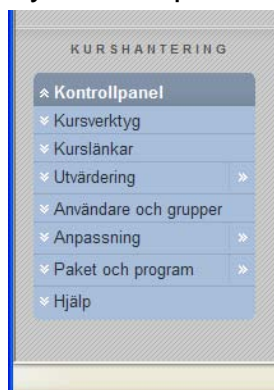 KURSHANTERING
Kontrollpanel
Kursverktyg
Kurslänkar
Utvärdering
Användare och grupper
Anpassning
Paket och program
Hjälp